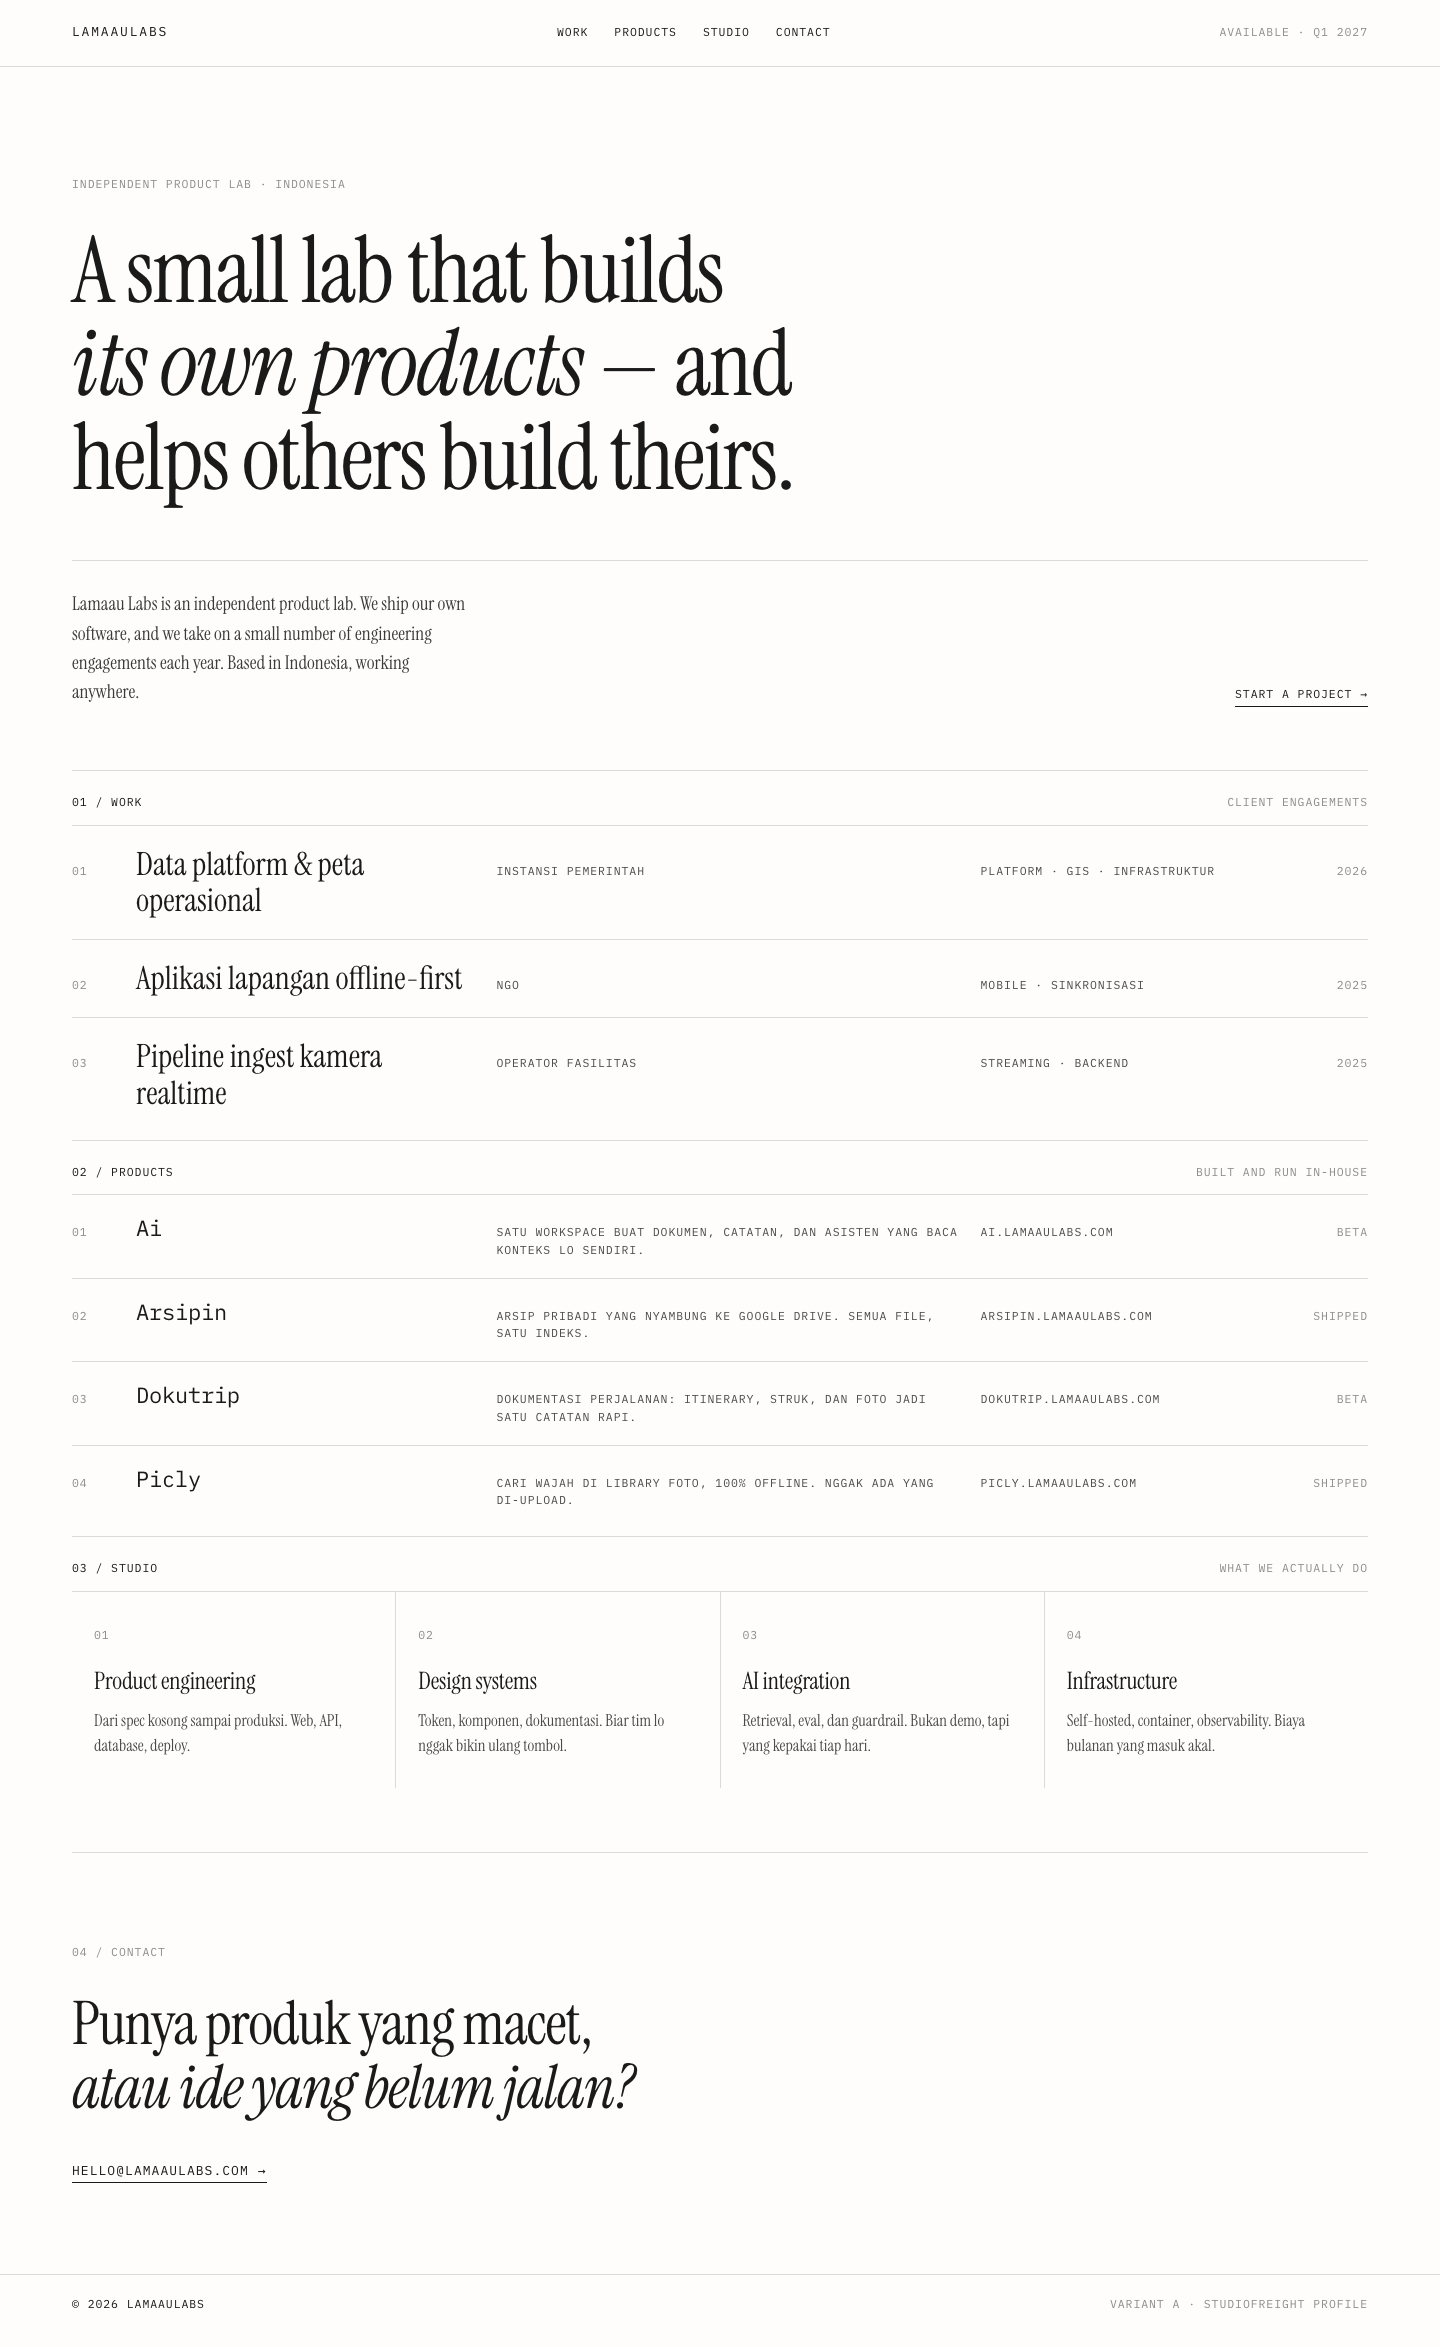 LAMAAULABS
WORK PRODUCTS STUDIO CONTACT
AVAILABLE · Q1 2027
INDEPENDENT PRODUCT LAB · INDONESIA
A small lab that builds
its own products — and
helps others build theirs.
Lamaau Labs is an independent product lab. We ship our own
software, and we take on a small number of engineering
engagements each year. Based in Indonesia, working
anywhere.
START A PROJECT →
01 / WORK
CLIENT ENGAGEMENTS
01
Data platform & peta
operasional
INSTANSI PEMERINTAH
PLATFORM · GIS · INFRASTRUKTUR
2026
02
Aplikasi lapangan offline-first
NGO
MOBILE · SINKRONISASI
2025
03
Pipeline ingest kamera
realtime
OPERATOR FASILITAS
STREAMING · BACKEND
2025
02 / PRODUCTS
BUILT AND RUN IN-HOUSE
01
Ai
SATU WORKSPACE BUAT DOKUMEN, CATATAN, DAN ASISTEN YANG BACA
KONTEKS LO SENDIRI.
AI.LAMAAULABS.COM
BETA
02
Arsipin
ARSIP PRIBADI YANG NYAMBUNG KE GOOGLE DRIVE. SEMUA FILE,
SATU INDEKS.
ARSIPIN.LAMAAULABS.COM
SHIPPED
03
Dokutrip
DOKUMENTASI PERJALANAN: ITINERARY, STRUK, DAN FOTO JADI
SATU CATATAN RAPI.
DOKUTRIP.LAMAAULABS.COM
BETA
04
Picly
CARI WAJAH DI LIBRARY FOTO, 100% OFFLINE. NGGAK ADA YANG
DI-UPLOAD.
PICLY.LAMAAULABS.COM
SHIPPED
03 / STUDIO
WHAT WE ACTUALLY DO
01
Product engineering
Dari spec kosong sampai produksi. Web, API,
database, deploy.
02
Design systems
Token, komponen, dokumentasi. Biar tim lo
nggak bikin ulang tombol.
03
AI integration
Retrieval, eval, dan guardrail. Bukan demo, tapi
yang kepakai tiap hari.
04
Infrastructure
Self-hosted, container, observability. Biaya
bulanan yang masuk akal.
04 / CONTACT
Punya produk yang macet,
atau ide yang belum jalan?
HELLO@LAMAAULABS.COM →
© 2026 LAMAAULABS
VARIANT A · STUDIOFREIGHT PROFILE